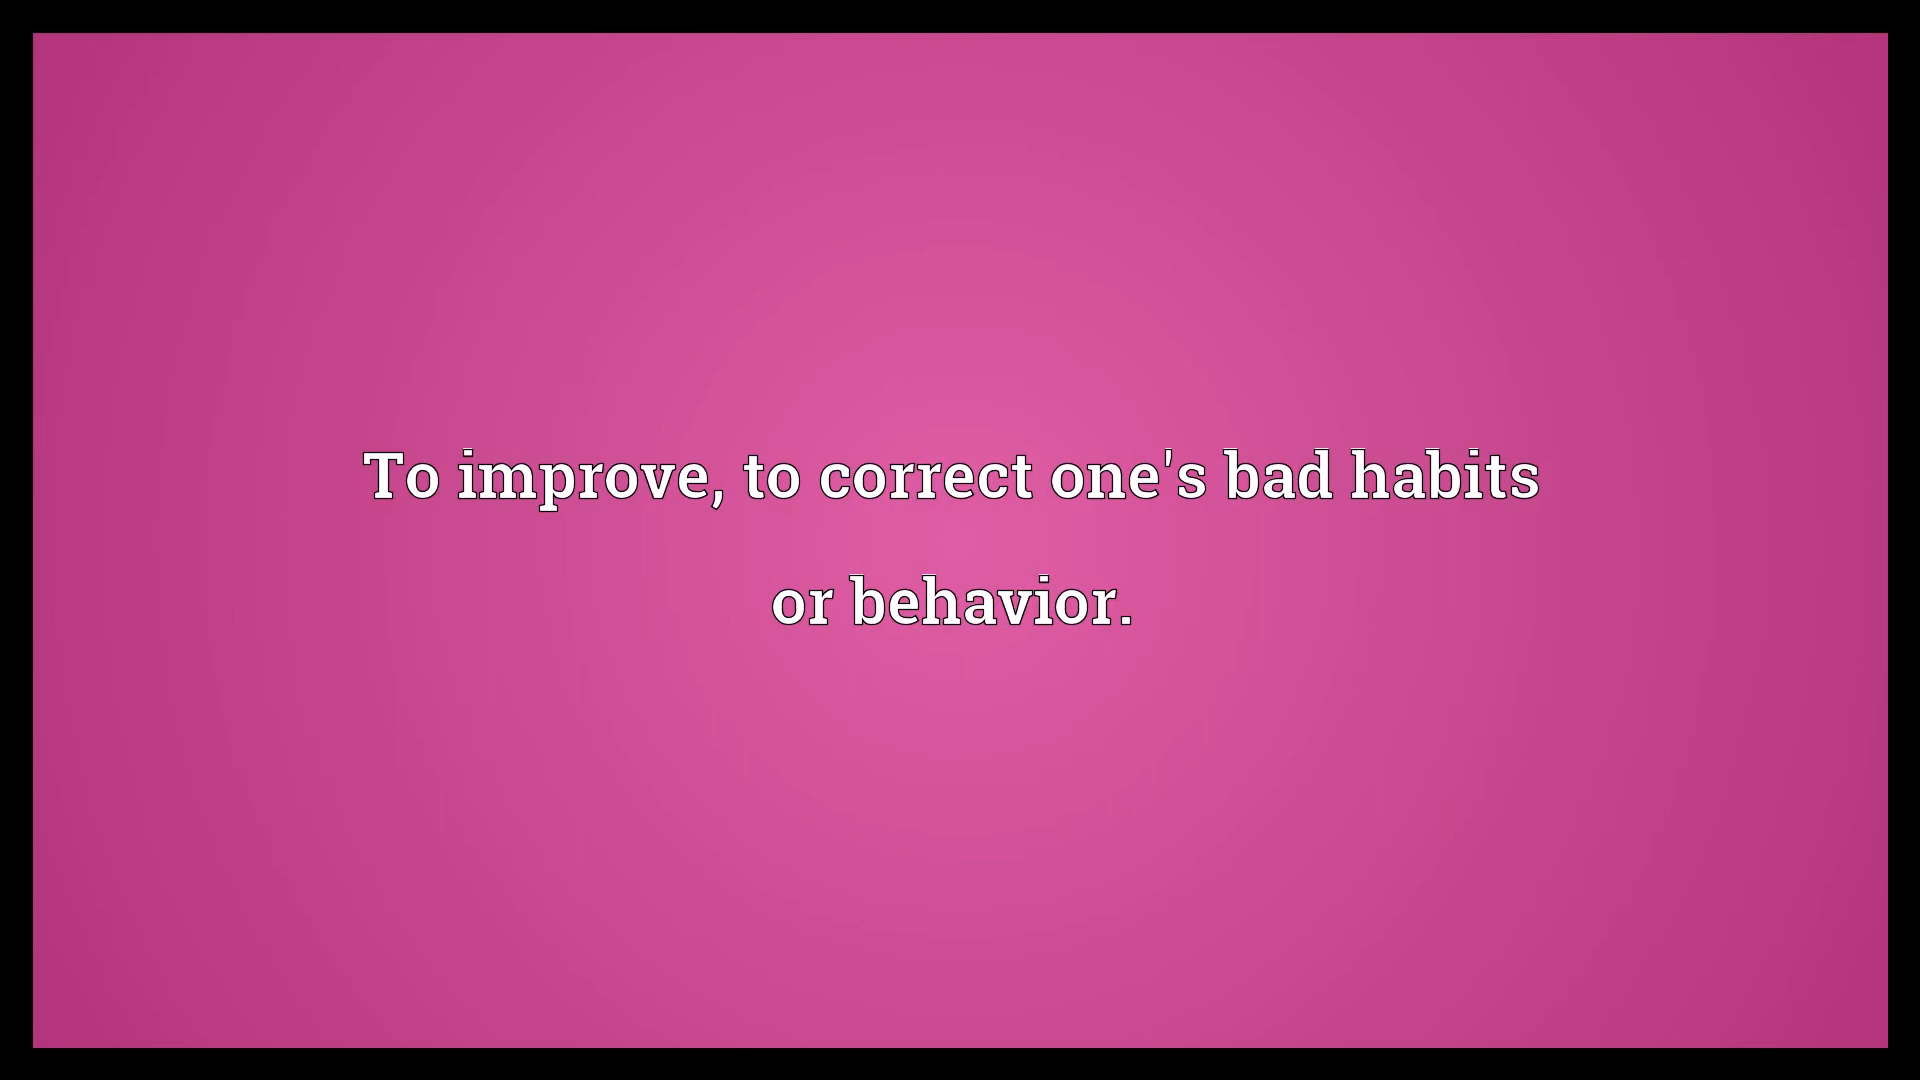 To improve, to correct one's bad habits
or behavior.